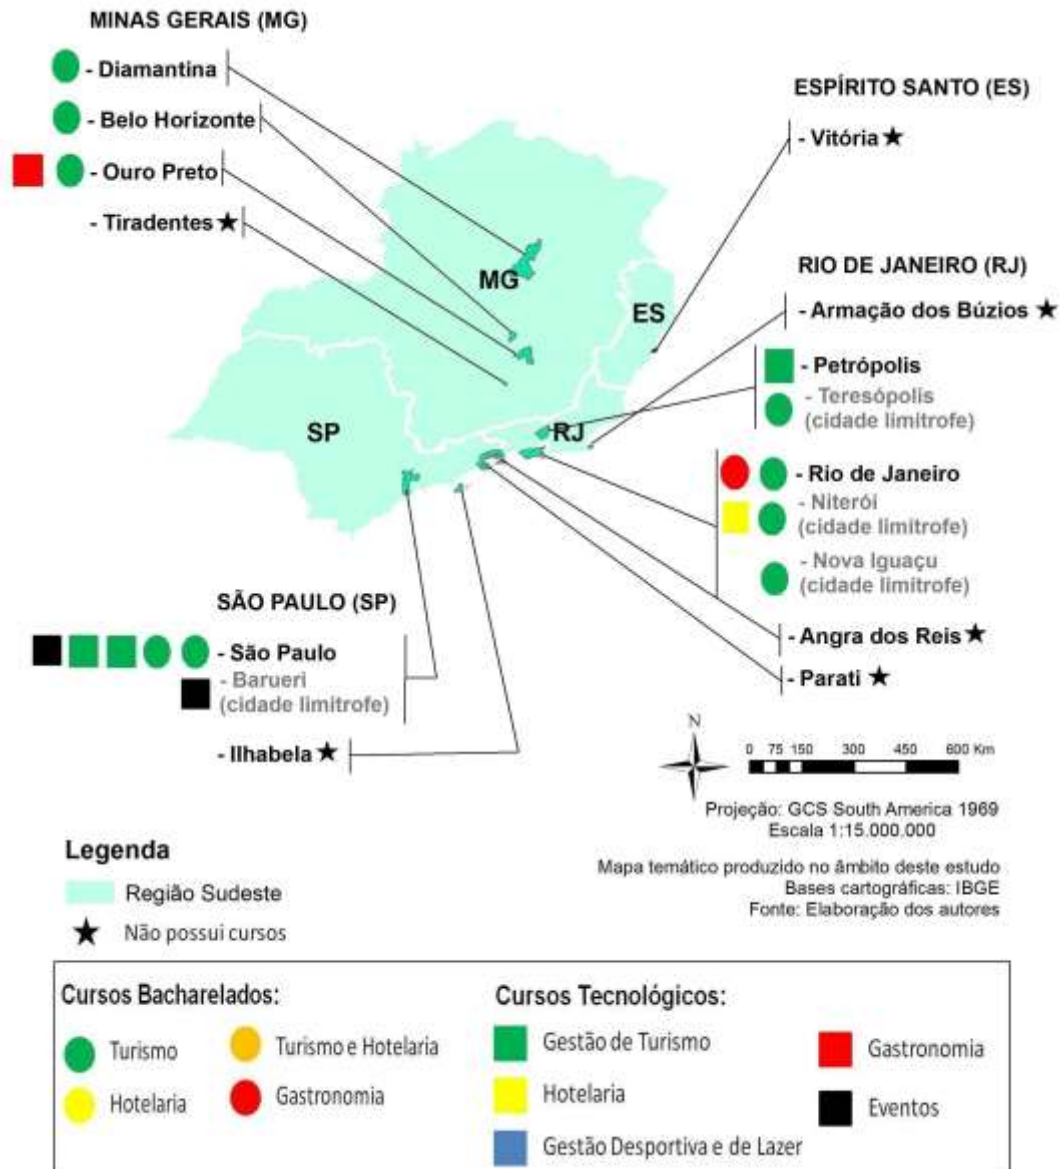 MINAS GERAIS (MG)
- Diamantina
- Belo Horizonte
- Ouro Preto
- Tiradentes
ESPÍRITO SANTO (ES)
- Vitória
RIO DE JANEIRO (RJ)
- Armação dos Búzios
- Petrópolis
- Teresópolis
(cidade limitrofe)
- Rio de Janeiro
- Niterói
(cidade limitrofe)
- Nova Iguaçu
(cidade limitrofe)
- Angra dos Reis
- Parati
MG
ES
SP
RJ
SÃO PAULO (SP)
- São Paulo
- Barueri
(cidade limitrofe)
- Ilhabela
N
0 75 150 300 450 600 Km
Projeção: GCS South America 1969
Escala 1:15.000.000
Mapa temático produzido no âmbito deste estudo
Bases cartográficas: IBGE
Fonte: Elaboração dos autores
Legenda
Região Sudeste
Não possui cursos
Cursos Bacharelados:
Turismo
Turismo e Hotelaria
Hotelaria
Gastronomia
Cursos Tecnológicos:
Gestão de Turismo
Gastronomia
Hotelaria
Eventos
Gestão Desportiva e de Lazer